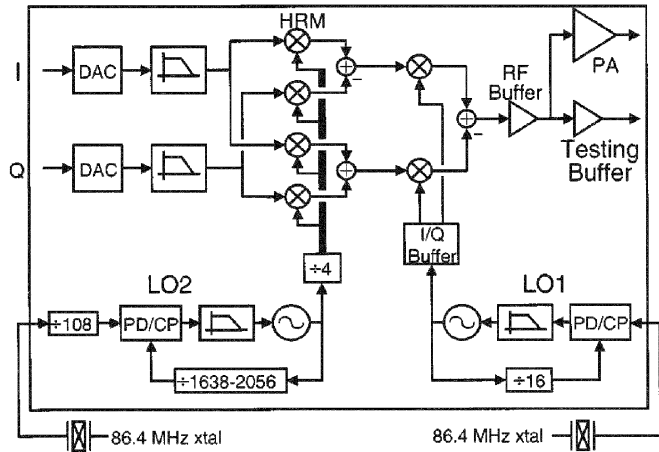 HRM
I
DAC
Q
DAC
−
−
−
RF
Buffer
PA
Testing
Buffer
I/Q
Buffer
÷4
LO2
LO1
÷108
PD/CP
PD/CP
÷1638-2056
÷16
86.4 MHz xtal
86.4 MHz xtal